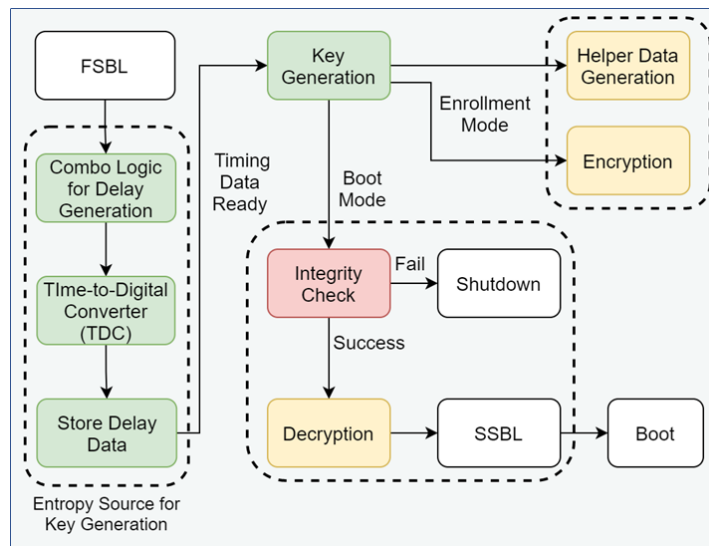 FSBL
Combo Logic
for Delay
Generation
TIme-to-Digital
Converter
(TDC)
Store Delay
Data
Entropy Source for
Key Generation
Timing
Data
Ready
Key
Generation
Enrollment
Mode
Helper Data
Generation
Encryption
Boot
Mode
Integrity
Check
Fail
Shutdown
Success
Decryption
SSBL
Boot